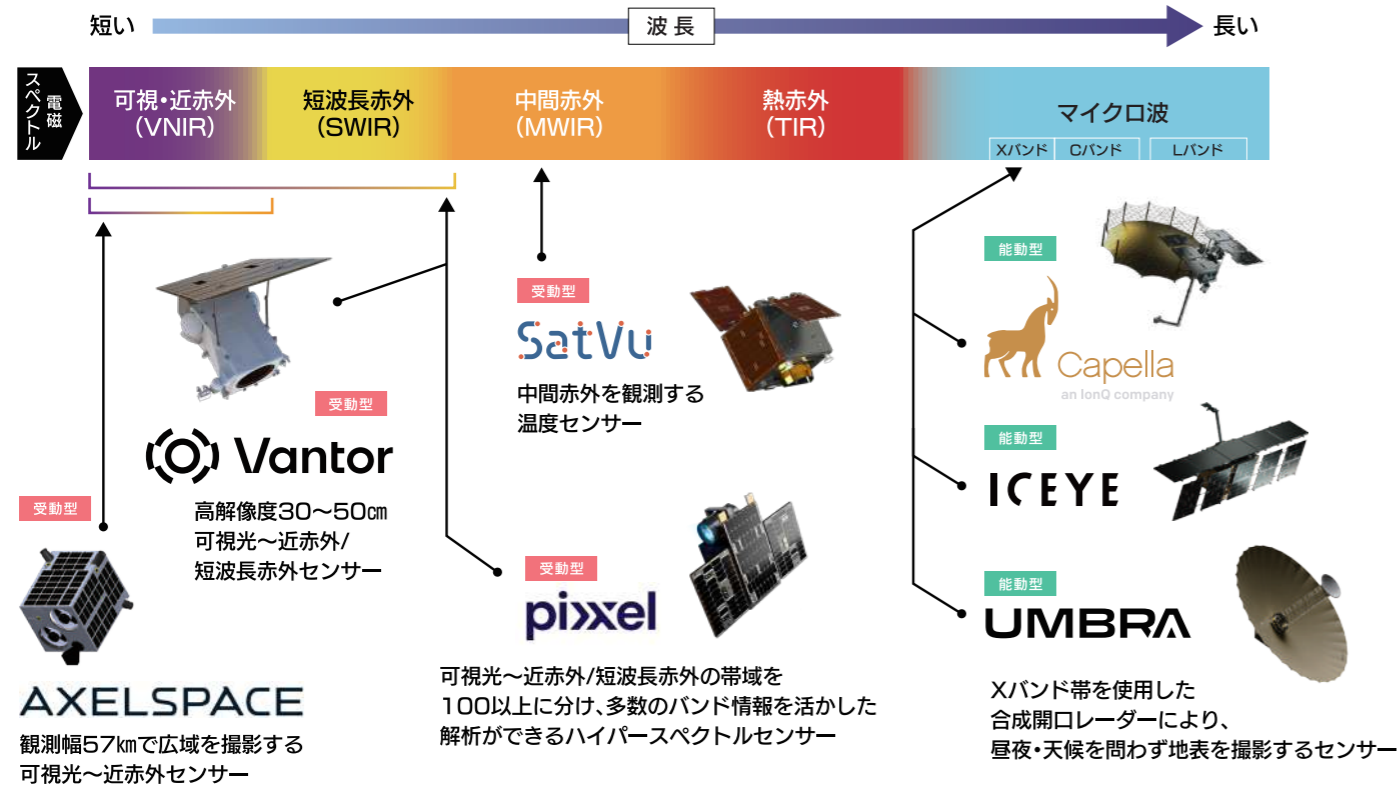 短い
波長
長い
電磁
スペクトル
可視・近赤外
(VNIR)
短波長赤外
(SWIR)
中間赤外
(MWIR)
熱赤外
(TIR)
マイクロ波
Xバンド
Cバンド
Lバンド
受動型
AXELSPACE
観測幅57㎞で広域を撮影する
可視光～近赤外センサー
受動型
Vantor
高解像度30～50㎝
可視光～近赤外/
短波長赤外センサー
受動型
SatVu
中間赤外を観測する
温度センサー
受動型
pixxel
可視光～近赤外/短波長赤外の帯域を
100以上に分け、多数のバンド情報を活かした
解析ができるハイパースペクトルセンサー
能動型
Capella
an IonQ company
能動型
ICEYE
能動型
UMBRA
Xバンド帯を使用した
合成開口レーダーにより、
昼夜・天候を問わず地表を撮影するセンサー